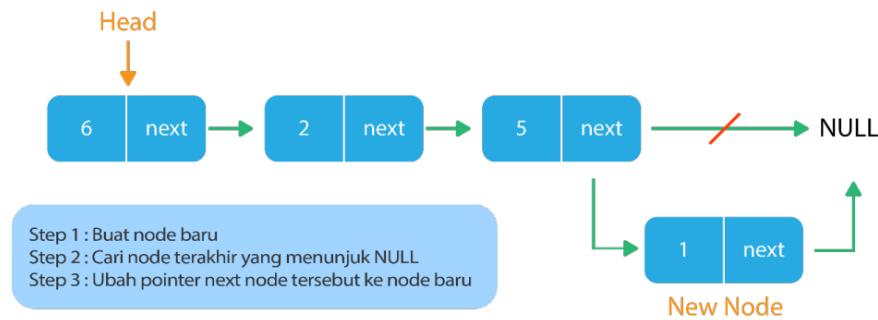 Head
6 next 2 next 5 next NULL
Step 1 : Buat node baru
Step 2 : Cari node terakhir yang menunjuk NULL
Step 3 : Ubah pointer next node tersebut ke node baru
1 next
New Node